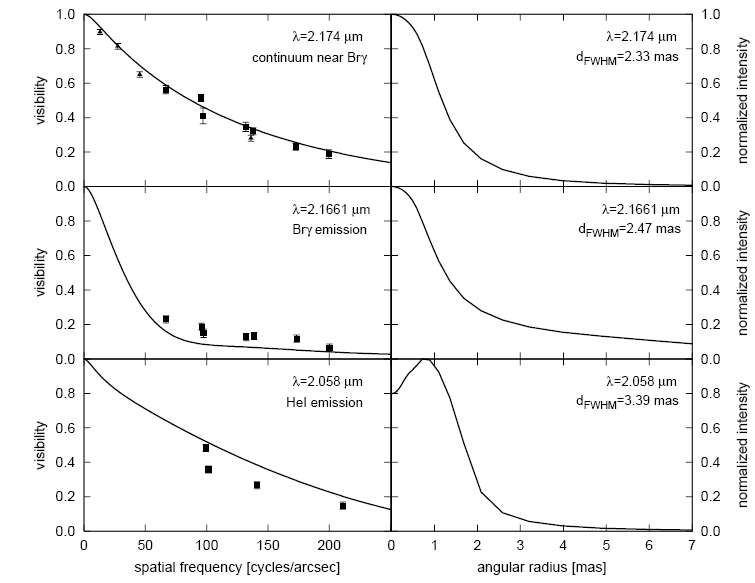 1.0
0.8
0.6
0.4
0.2
0.0
visibility
λ=2.174 μm
continuum near Brγ
λ=2.174 μm
dFWHM=2.33 mas
1.0
0.8
0.6
0.4
0.2
0.0
normalized intensity
0.8
0.6
0.4
0.2
0.0
visibility
λ=2.1661 μm
Brγ emission
λ=2.1661 μm
dFWHM=2.47 mas
0.8
0.6
0.4
0.2
0.0
normalized intensity
0.8
0.6
0.4
0.2
0.0
visibility
λ=2.058 μm
HeI emission
λ=2.058 μm
dFWHM=3.39 mas
0.8
0.6
0.4
0.2
0.0
normalized intensity
0 50 100 150 200
0 1 2 3 4 5 6 7
spatial frequency [cycles/arcsec]
angular radius [mas]